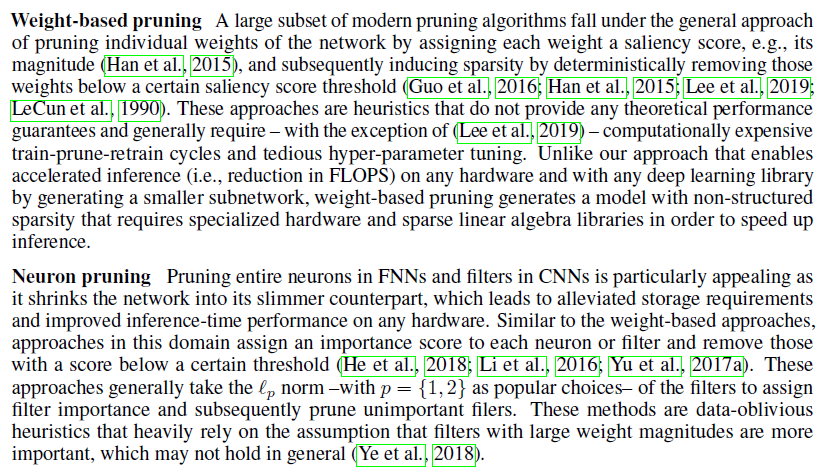 Weight-based pruning A large subset of modern pruning algorithms fall under the general approach
of pruning individual weights of the network by assigning each weight a saliency score, e.g., its
magnitude (Han et al., 2015), and subsequently inducing sparsity by deterministically removing those
weights below a certain saliency score threshold (Guo et al., 2016; Han et al., 2015; Lee et al., 2019;
LeCun et al., 1990). These approaches are heuristics that do not provide any theoretical performance
guarantees and generally require – with the exception of (Lee et al., 2019) – computationally expensive
train-prune-retrain cycles and tedious hyper-parameter tuning. Unlike our approach that enables
accelerated inference (i.e., reduction in FLOPS) on any hardware and with any deep learning library
by generating a smaller subnetwork, weight-based pruning generates a model with non-structured
sparsity that requires specialized hardware and sparse linear algebra libraries in order to speed up
inference.
Neuron pruning Pruning entire neurons in FNNs and filters in CNNs is particularly appealing as
it shrinks the network into its slimmer counterpart, which leads to alleviated storage requirements
and improved inference-time performance on any hardware. Similar to the weight-based approaches,
approaches in this domain assign an importance score to each neuron or filter and remove those
with a score below a certain threshold (He et al., 2018; Li et al., 2016; Yu et al., 2017a). These
approaches generally take the ℓp norm –with p = {1, 2} as popular choices– of the filters to assign
filter importance and subsequently prune unimportant filers. These methods are data-oblivious
heuristics that heavily rely on the assumption that filters with large weight magnitudes are more
important, which may not hold in general (Ye et al., 2018).